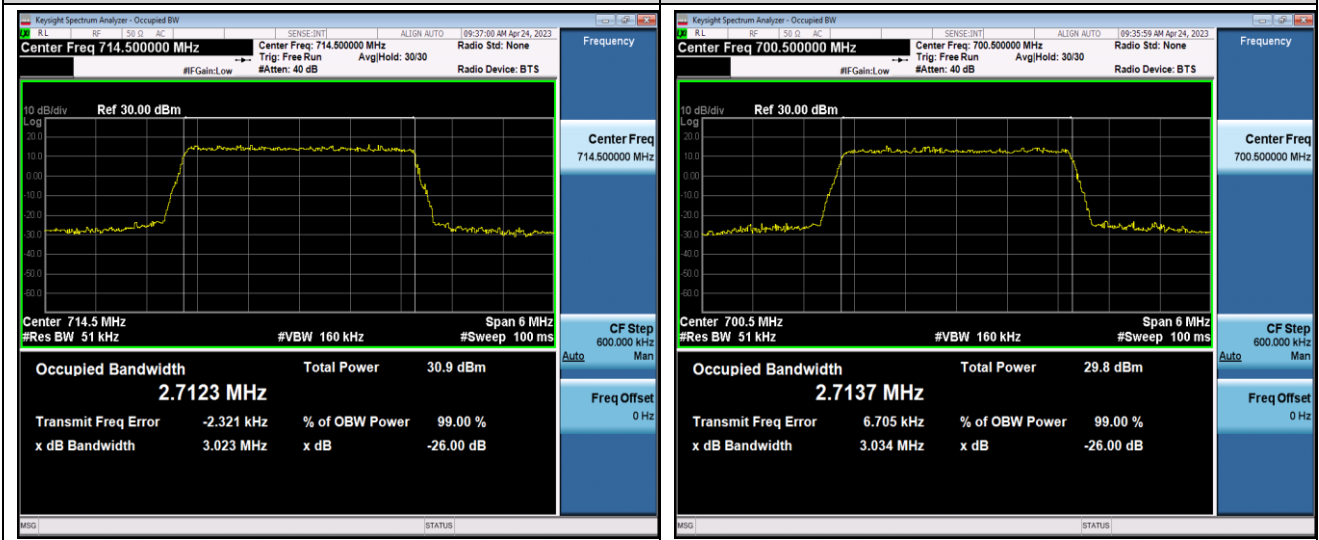 Keysight Spectrum Analyzer - Occupied BW
RL RF 50 Ω AC SENSE:INT ALIGN AUTO 09:37:00 AM Apr 24, 2023
Center Freq 714.500000 MHz
Center Freq: 714.500000 MHz Radio Std: None
Trig: Free Run Avg|Hold: 30/30
#IFGain:Low #Atten: 40 dB Radio Device: BTS
10 dB/div Ref 30.00 dBm
Log
20.0
10.0
0.00
-10.0
-20.0
-30.0
-40.0
-50.0
-60.0
Center 714.5 MHz Span 6 MHz
#Res BW 51 kHz #VBW 160 kHz #Sweep 100 ms
Occupied Bandwidth Total Power 30.9 dBm
2.7123 MHz
Transmit Freq Error -2.321 kHz % of OBW Power 99.00 %
x dB Bandwidth 3.023 MHz x dB -26.00 dB
MSG STATUS
Frequency
Center Freq
714.500000 MHz
CF Step
600.000 kHz
Auto Man
Freq Offset
0 Hz
Keysight Spectrum Analyzer - Occupied BW
RL RF 50 Ω AC SENSE:INT ALIGN AUTO 09:35:59 AM Apr 24, 2023
Center Freq 700.500000 MHz
Center Freq: 700.500000 MHz Radio Std: None
Trig: Free Run Avg|Hold: 30/30
#IFGain:Low #Atten: 40 dB Radio Device: BTS
10 dB/div Ref 30.00 dBm
Log
20.0
10.0
0.00
-10.0
-20.0
-30.0
-40.0
-50.0
-60.0
Center 700.5 MHz Span 6 MHz
#Res BW 51 kHz #VBW 160 kHz #Sweep 100 ms
Occupied Bandwidth Total Power 29.8 dBm
2.7137 MHz
Transmit Freq Error 6.705 kHz % of OBW Power 99.00 %
x dB Bandwidth 3.034 MHz x dB -26.00 dB
MSG STATUS
Frequency
Center Freq
700.500000 MHz
CF Step
600.000 kHz
Auto Man
Freq Offset
0 Hz